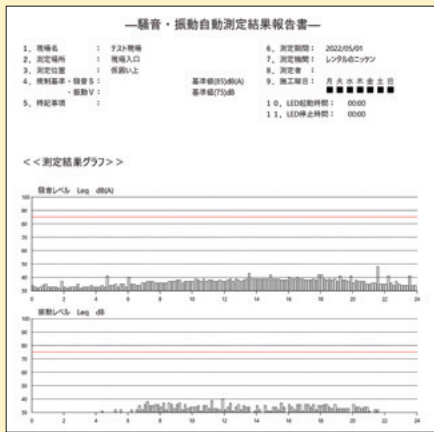 ―騒音・振動自動測定結果報告書―
1、現場名 ： テスト現場
2、測定場所 ： 現場入口
3、測定位置 ： 仮囲い上
4、規制基準・騒音S： 基準値(85)dB(A)
・振動V： 基準値(75)dB
5、特記事項 ：
6、測定期間： 2022/05/01
7、測定機関： レンタルのニッケン
8、測定者 ：
9、施工曜日： 月 火 水 木 金 土 日
■ ■ ■ ■ ■ ■ ■
10、LED起動時間： 00:00
11、LED停止時間： 00:00
<<測定結果グラフ>>
騒音レベル Leq dB(A)
100
90
80
70
60
50
40
30
0 2 4 6 8 10 12 14 16 18 20 22 24
振動レベル Leq dB
100
90
80
70
60
50
40
30
0 2 4 6 8 10 12 14 16 18 20 22 24